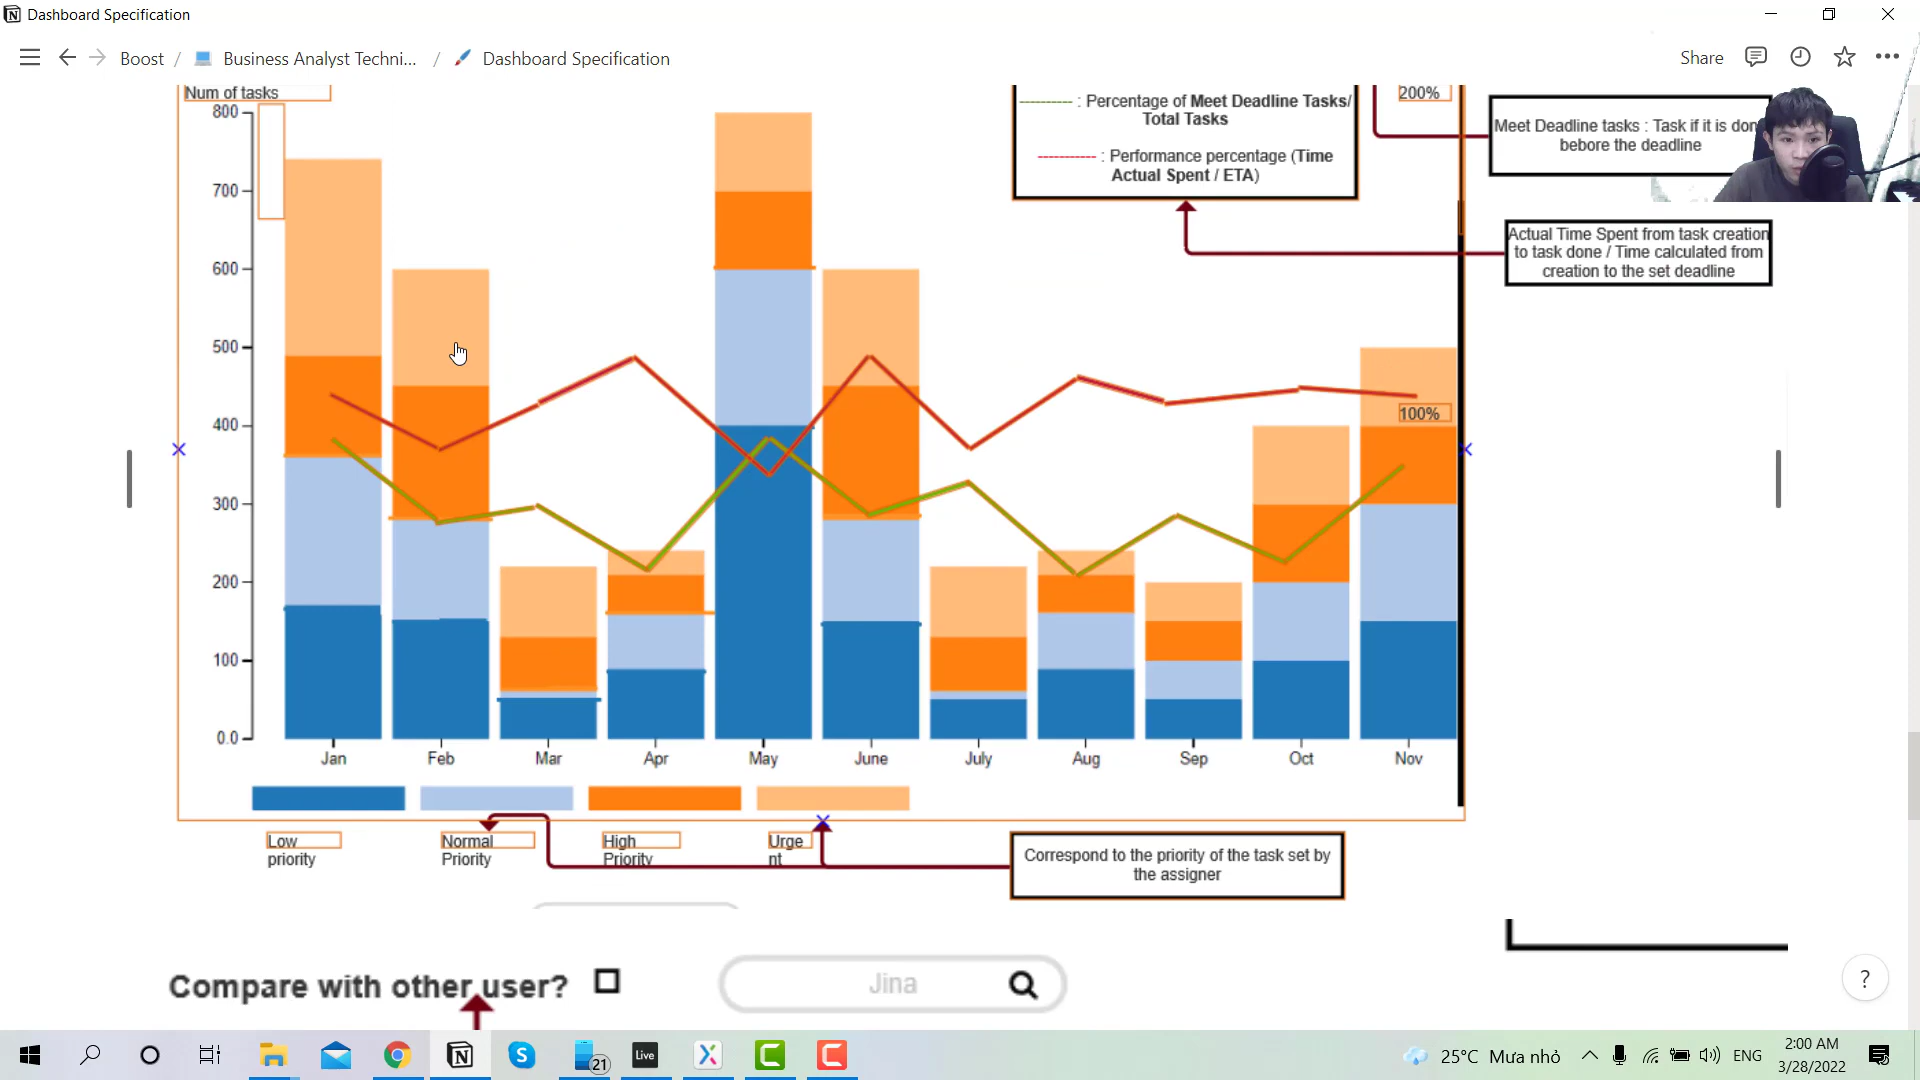 Dashboard Specification
Boost / Business Analyst Techni... / Dashboard Specification
Share
Num of tasks
800
700
600
500
400
300
200
100
0.0
: Percentage of Meet Deadline Tasks/
Total Tasks
: Performance percentage (Time
Actual Spent / ETA)
200%
100%
Meet Deadline tasks : Task if it is don
bebore the deadline
Actual Time Spent from task creation
to task done / Time calculated from
creation to the set deadline
Jan
Feb
Mar
Apr
May
June
July
Aug
Sep
Oct
Nov
Low
priority
Normal
Priority
High
Priority
Urge
nt
Correspond to the priority of the task set by
the assigner
Compare with other user?
Jina
?
21
Live
25°C Mưa nhỏ
ENG
2:00 AM
3/28/2022